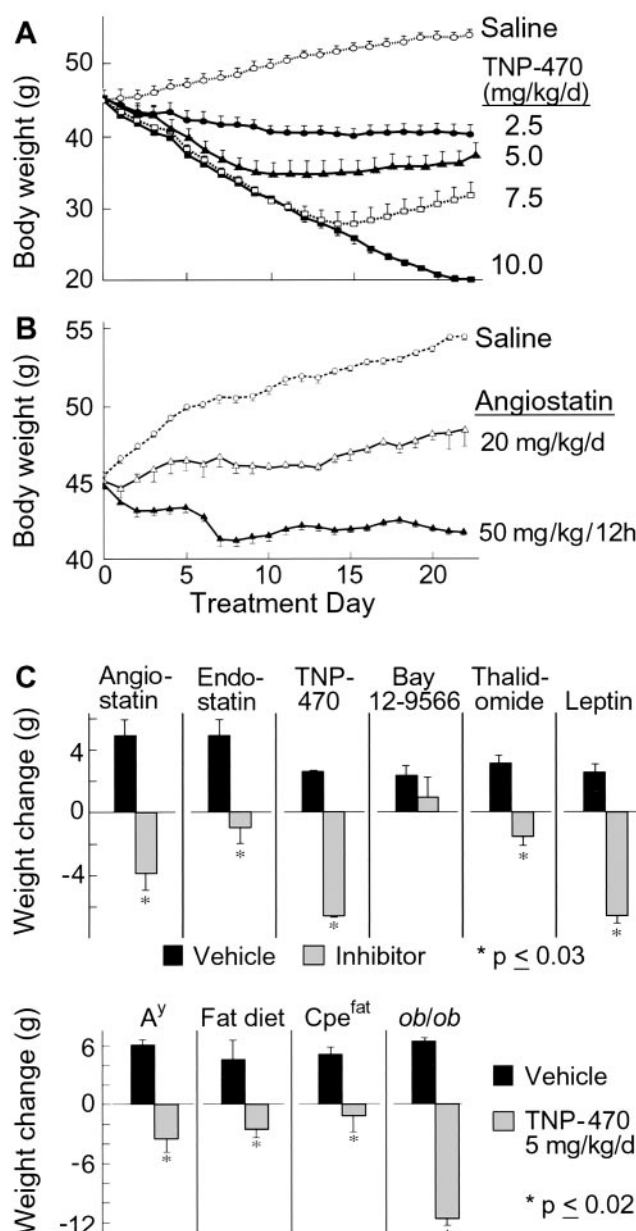 A
Body weight (g)
50
40
30
20
Saline
TNP-470
(mg/kg/d)
2.5
5.0
7.5
10.0
B
Body weight (g)
55
50
45
40
0
5
10
15
20
Treatment Day
Saline
Angiostatin
20 mg/kg/d
50 mg/kg/12h
C
Weight change (g)
4
0
-4
Angio-
statin
Endo-
statin
TNP-
470
Bay
12-9566
Thalid-
omide
Leptin
*
*
*
*
*
Vehicle
Inhibitor
* p ≤ 0.03
Weight change (g)
6
0
-6
-12
Aʸ
Fat diet
Cpeᶠᵃᵗ
ob/ob
*
*
*
Vehicle
TNP-470
5 mg/kg/d
* p ≤ 0.02